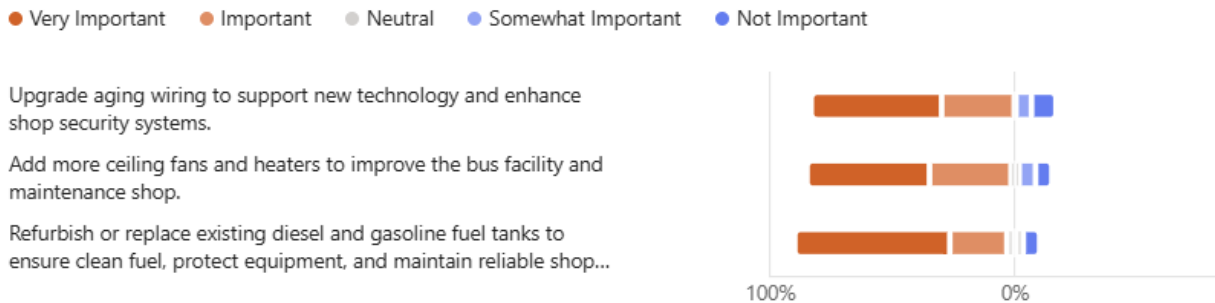 Very Important Important Neutral Somewhat Important Not Important
Upgrade aging wiring to support new technology and enhance
shop security systems.
Add more ceiling fans and heaters to improve the bus facility and
maintenance shop.
Refurbish or replace existing diesel and gasoline fuel tanks to
ensure clean fuel, protect equipment, and maintain reliable shop...
100% 0%